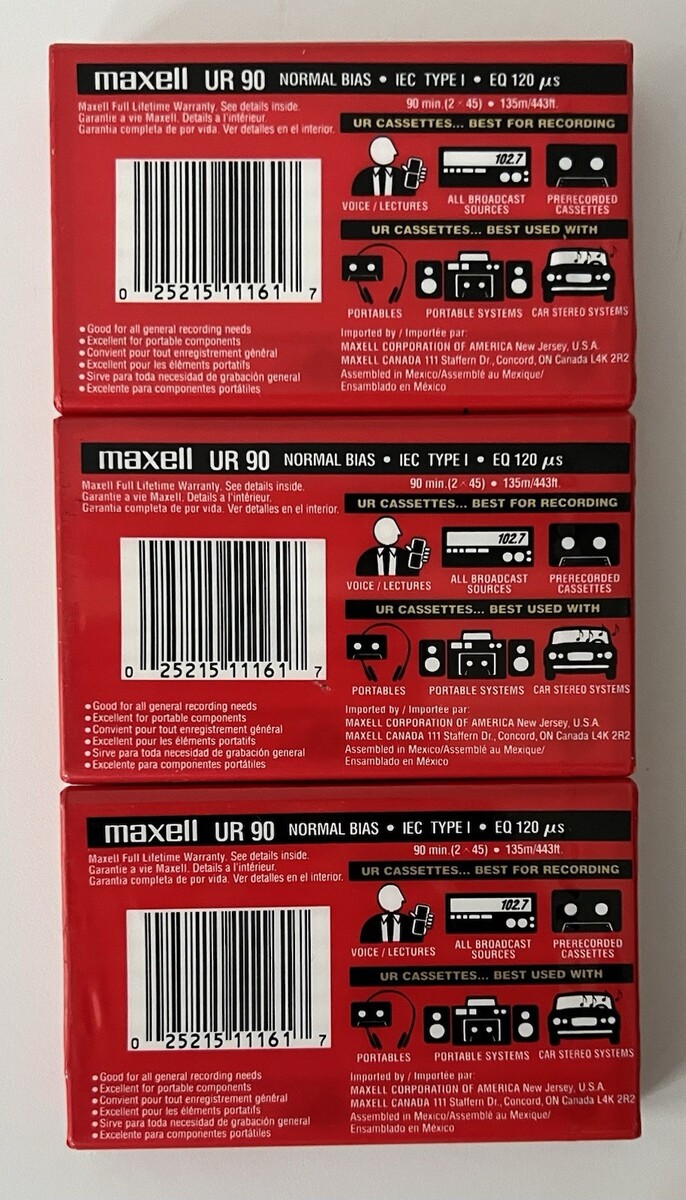 maxell UR 90 NORMAL BIAS • IEC TYPE I • EQ 120 µs
Maxell Full Lifetime Warranty. See details inside.
Garantie a vie Maxell. Details a l'intérieur.
Garantia completa de por vida. Ver detalles en el interior.
90 min.(2 × 45) • 135m/443ft.
UR CASSETTES... BEST FOR RECORDING
102.7
VOICE / LECTURES
ALL BROADCAST SOURCES
PRERECORDED CASSETTES
UR CASSETTES... BEST USED WITH
PORTABLES
PORTABLE SYSTEMS
CAR STEREO SYSTEMS
0 25215 11161 7
• Good for all general recording needs
• Excellent for portable components
• Convient pour tout enregistrement général
• Excellent pour les éléments portatifs
• Sirve para toda necesidad de grabación general
• Excelente para componentes portátiles
Imported by / Importée par:
MAXELL CORPORATION OF AMERICA New Jersey, U.S.A.
MAXELL CANADA 111 Staffern Dr., Concord, ON Canada L4K 2R2
Assembled in Mexico/Assemblé au Mexique/
Ensamblado en México
maxell UR 90 NORMAL BIAS • IEC TYPE I • EQ 120 µs
Maxell Full Lifetime Warranty. See details inside.
Garantie a vie Maxell. Details a l'intérieur.
Garantia completa de por vida. Ver detalles en el interior.
90 min.(2 × 45) • 135m/443ft.
UR CASSETTES... BEST FOR RECORDING
102.7
VOICE / LECTURES
ALL BROADCAST SOURCES
PRERECORDED CASSETTES
UR CASSETTES... BEST USED WITH
PORTABLES
PORTABLE SYSTEMS
CAR STEREO SYSTEMS
0 25215 11161 7
• Good for all general recording needs
• Excellent for portable components
• Convient pour tout enregistrement général
• Excellent pour les éléments portatifs
• Sirve para toda necesidad de grabación general
• Excelente para componentes portátiles
Imported by / Importée par:
MAXELL CORPORATION OF AMERICA New Jersey, U.S.A.
MAXELL CANADA 111 Staffern Dr., Concord, ON Canada L4K 2R2
Assembled in Mexico/Assemblé au Mexique/
Ensamblado en México
maxell UR 90 NORMAL BIAS • IEC TYPE I • EQ 120 µs
Maxell Full Lifetime Warranty. See details inside.
Garantie a vie Maxell. Details a l'intérieur.
Garantia completa de por vida. Ver detalles en el interior.
90 min.(2 × 45) • 135m/443ft.
UR CASSETTES... BEST FOR RECORDING
102.7
VOICE / LECTURES
ALL BROADCAST SOURCES
PRERECORDED CASSETTES
UR CASSETTES... BEST USED WITH
PORTABLES
PORTABLE SYSTEMS
CAR STEREO SYSTEMS
0 25215 11161 7
• Good for all general recording needs
• Excellent for portable components
• Convient pour tout enregistrement général
• Excellent pour les éléments portatifs
• Sirve para toda necesidad de grabación general
• Excelente para componentes portátiles
Imported by / Importée par:
MAXELL CORPORATION OF AMERICA New Jersey, U.S.A.
MAXELL CANADA 111 Staffern Dr., Concord, ON Canada L4K 2R2
Assembled in Mexico/Assemblé au Mexique/
Ensamblado en México